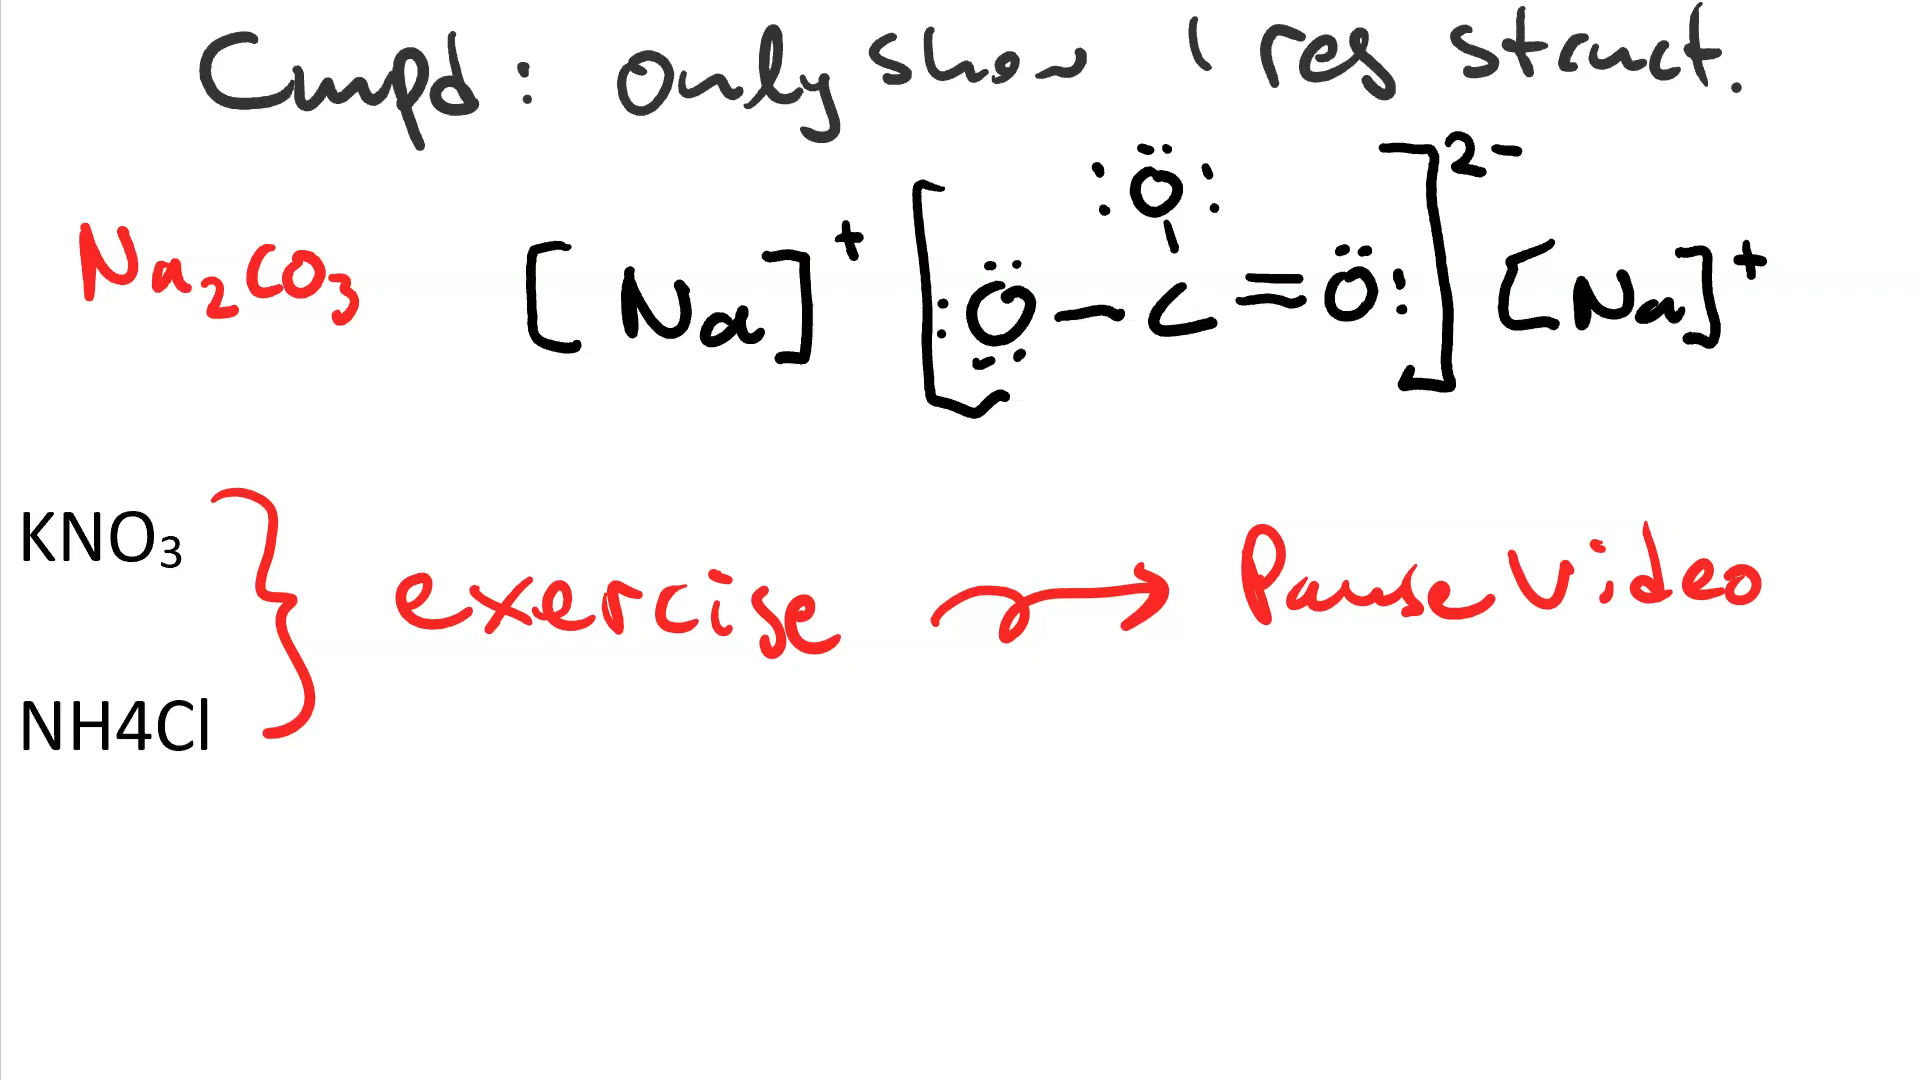 Cmpd: only show 1 res struct.
Na₂CO₃ [Na]⁺ [:Ö-C(-Ö:)=Ö:]²⁻ [Na]⁺
KNO₃
exercise → Pause Video
NH4Cl